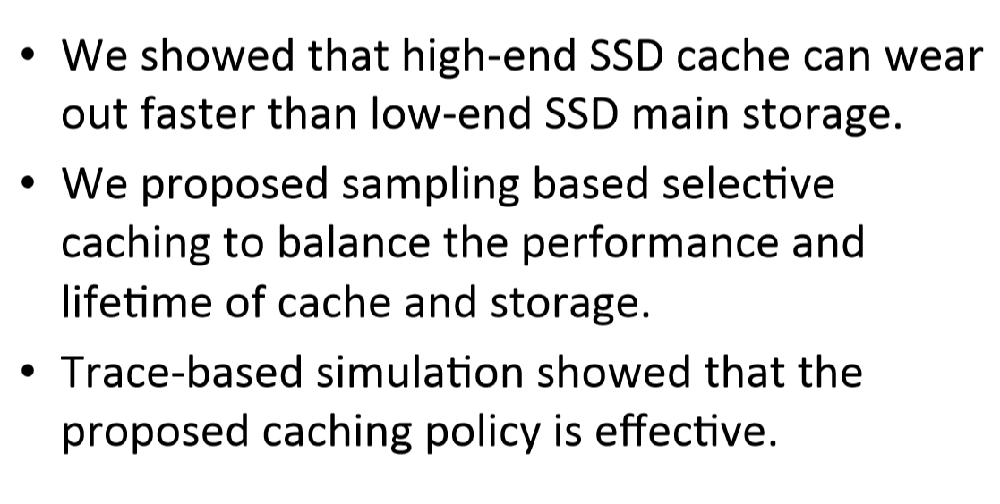 • We showed that high-end SSD cache can wear
out faster than low-end SSD main storage.
• We proposed sampling based selective
caching to balance the performance and
lifetime of cache and storage.
• Trace-based simulation showed that the
proposed caching policy is effective.